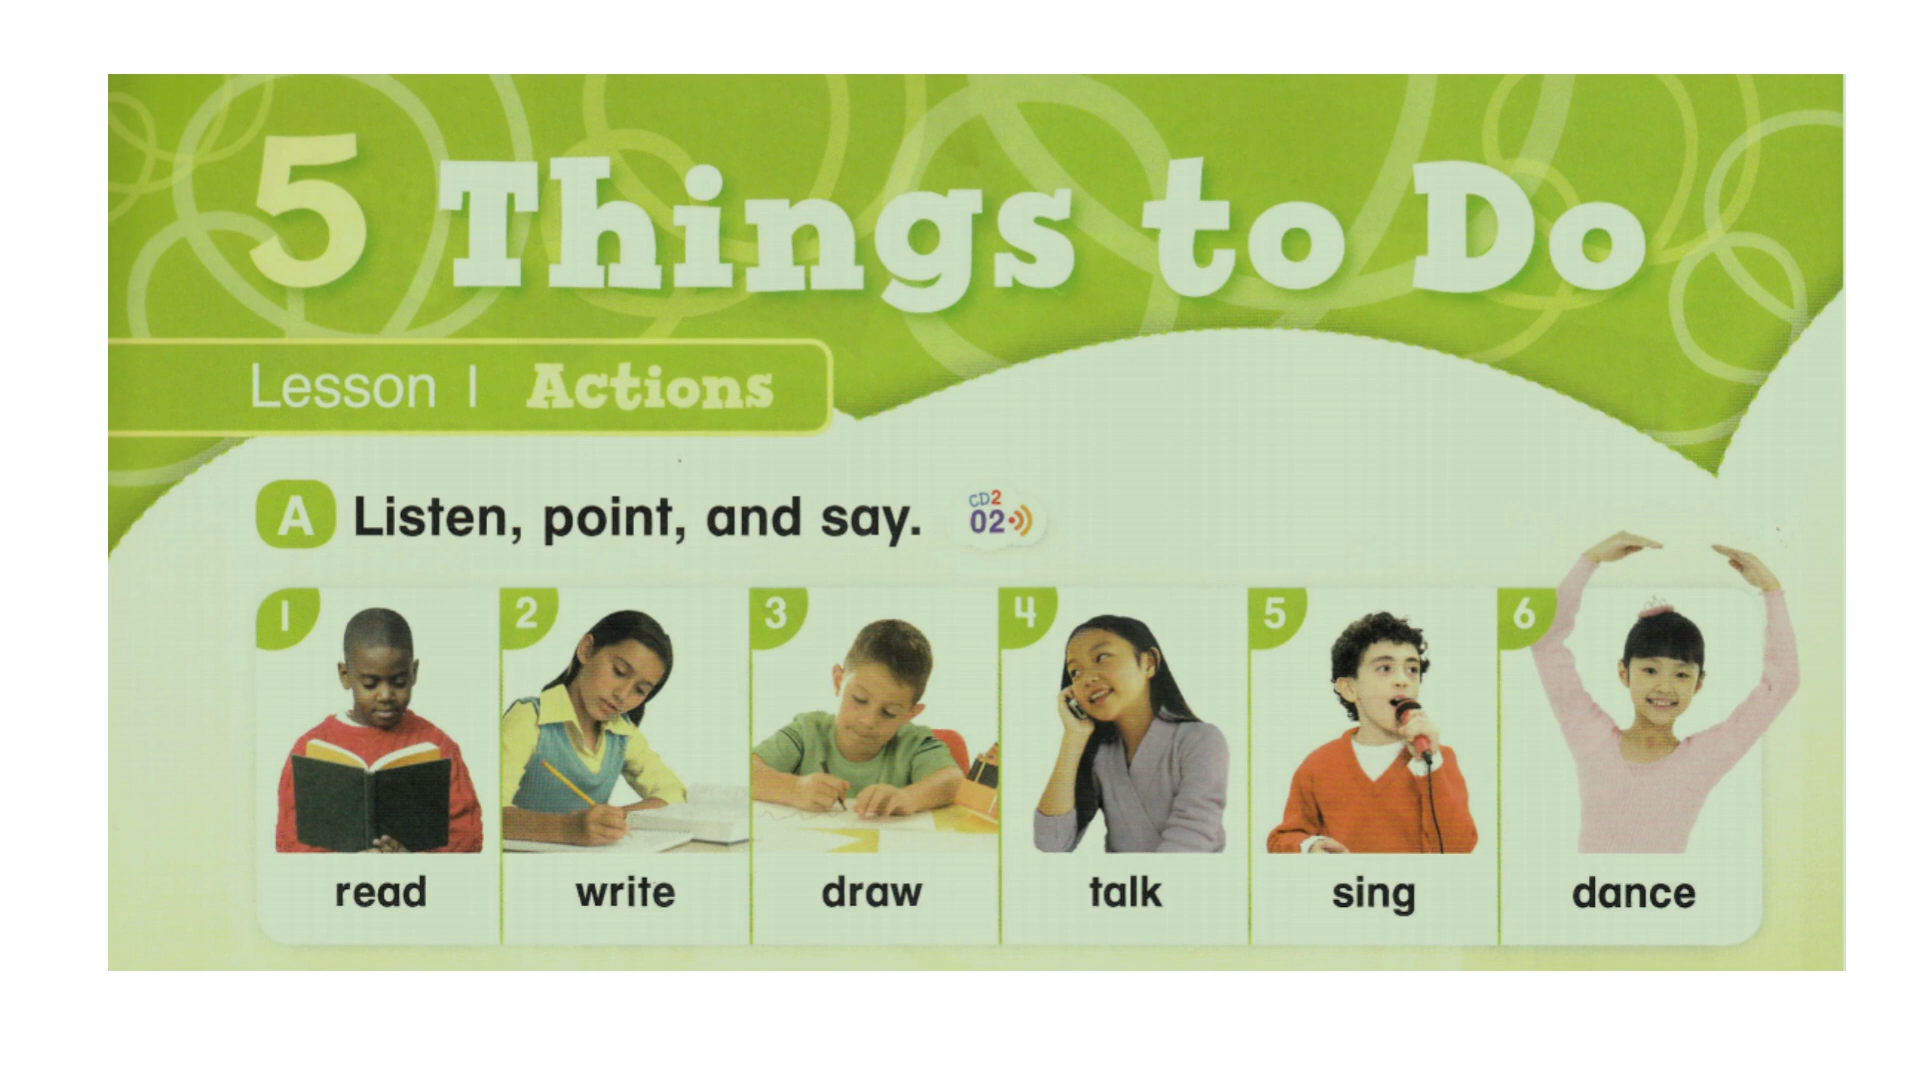 5 Things to Do
Lesson 1 Actions
A Listen, point, and say. CD2 02
1 2 3 4 5 6
read write draw talk sing dance